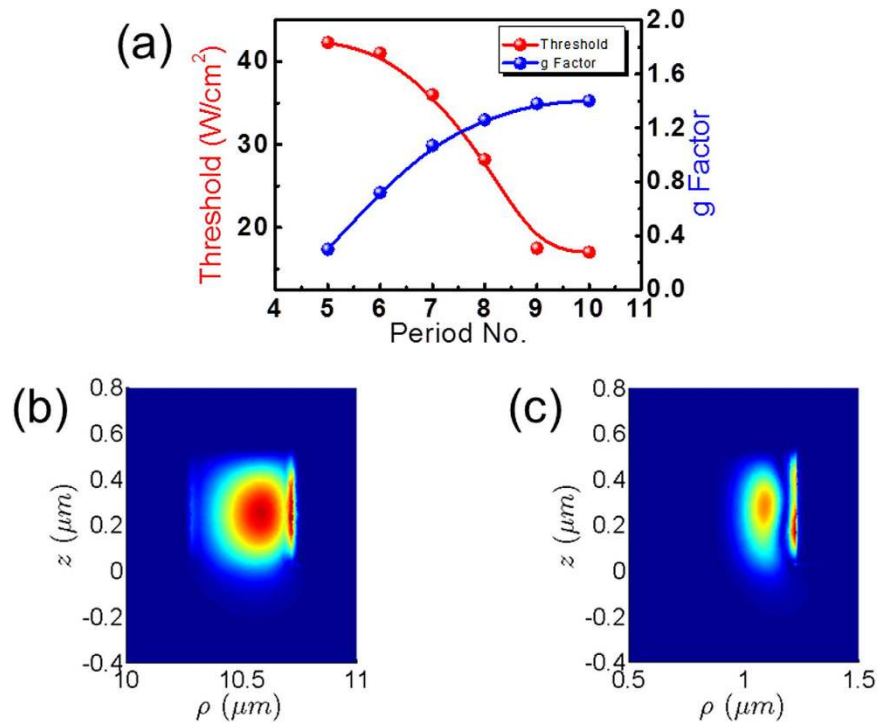 (a)
Threshold (W/cm²)
40
30
20
Threshold
g Factor
2.0
1.6
1.2
0.8
0.4
0.0
g Factor
4 5 6 7 8 9 10 11
Period No.
(b)
0.8
0.6
0.4
0.2
0
-0.2
-0.4
z (μm)
10 10.5 11
ρ (μm)
(c)
0.8
0.6
0.4
0.2
0
-0.2
-0.4
z (μm)
0.5 1 1.5
ρ (μm)